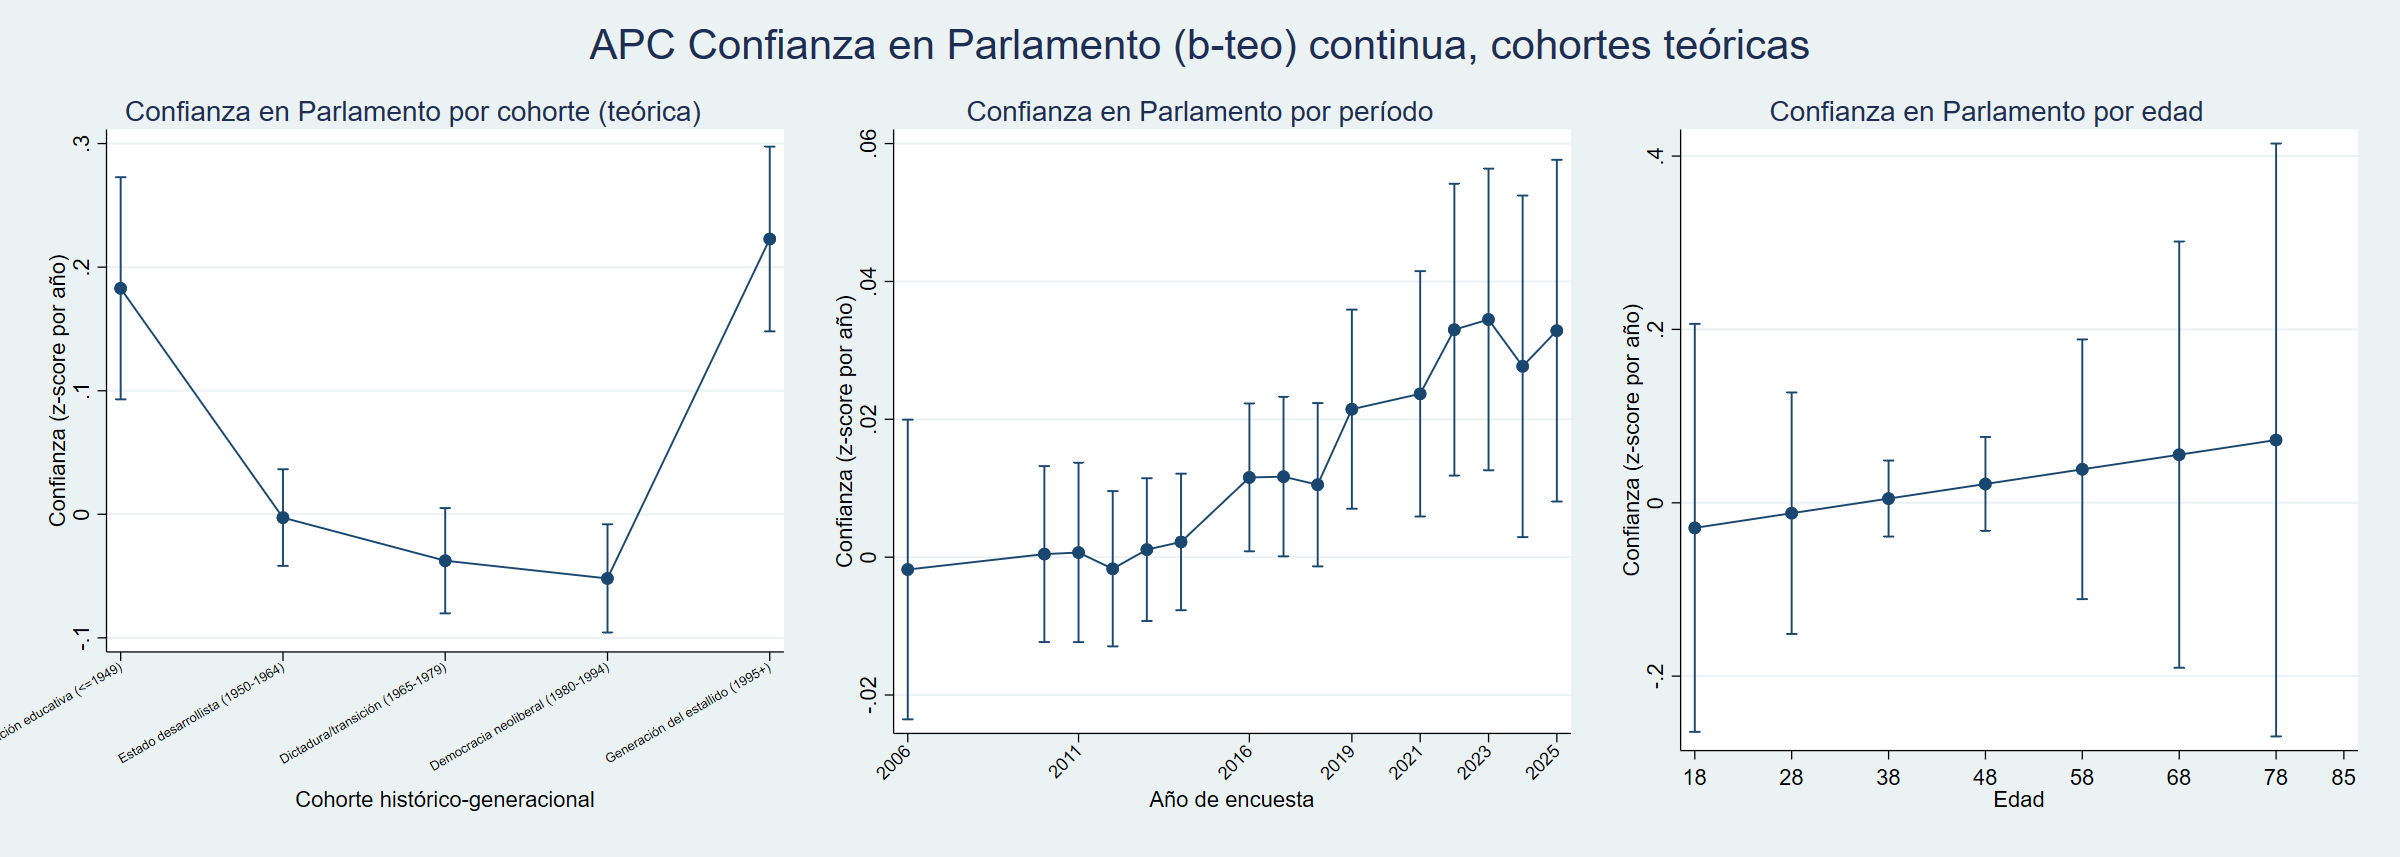 APC Confianza en Parlamento (b-teo) continua, cohortes teóricas
Confianza en Parlamento por cohorte (teórica)
Confianza (z-score por año)
.3
.2
.1
0
-.1
educativa (<=1949)
Estado desarrollista (1950-1964)
Dictadura/transición (1965-1979)
Democracia neoliberal (1980-1994)
Generación del estallido (1995+)
Cohorte histórico-generacional
Confianza en Parlamento por período
Confianza (z-score por año)
.06
.04
.02
0
-.02
2006
2011
2016
2019
2021
2023
2025
Año de encuesta
Confianza en Parlamento por edad
Confianza (z-score por año)
.4
.2
0
-.2
18
28
38
48
58
68
78
85
Edad